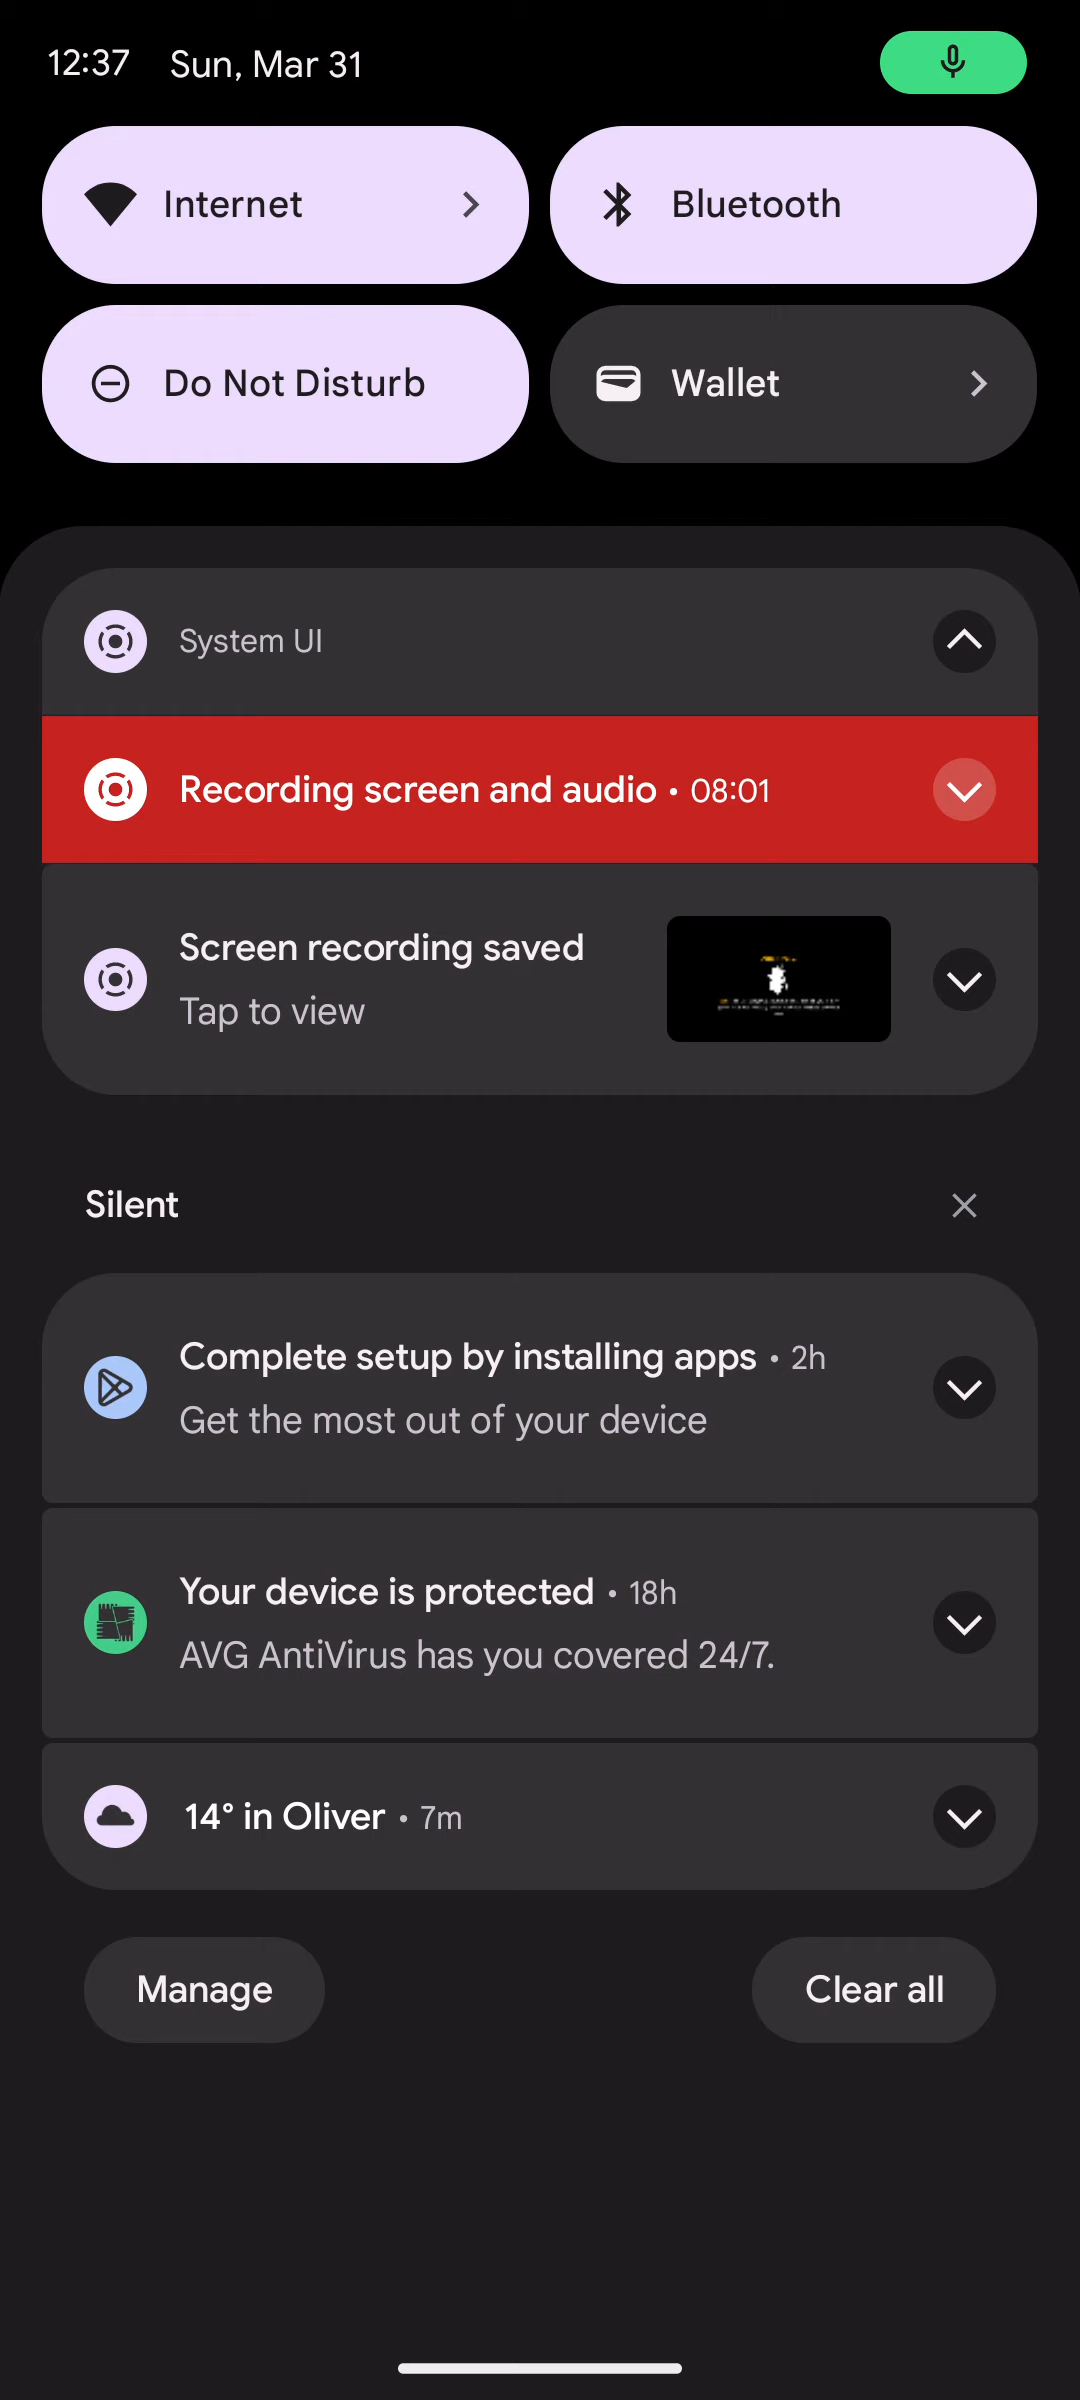 12:37 Sun, Mar 31
Internet
Bluetooth
Do Not Disturb
Wallet
System UI
Recording screen and audio • 08:01
Screen recording saved
Tap to view
Silent
Complete setup by installing apps • 2h
Get the most out of your device
Your device is protected • 18h
AVG AntiVirus has you covered 24/7.
14° in Oliver • 7m
Manage
Clear all